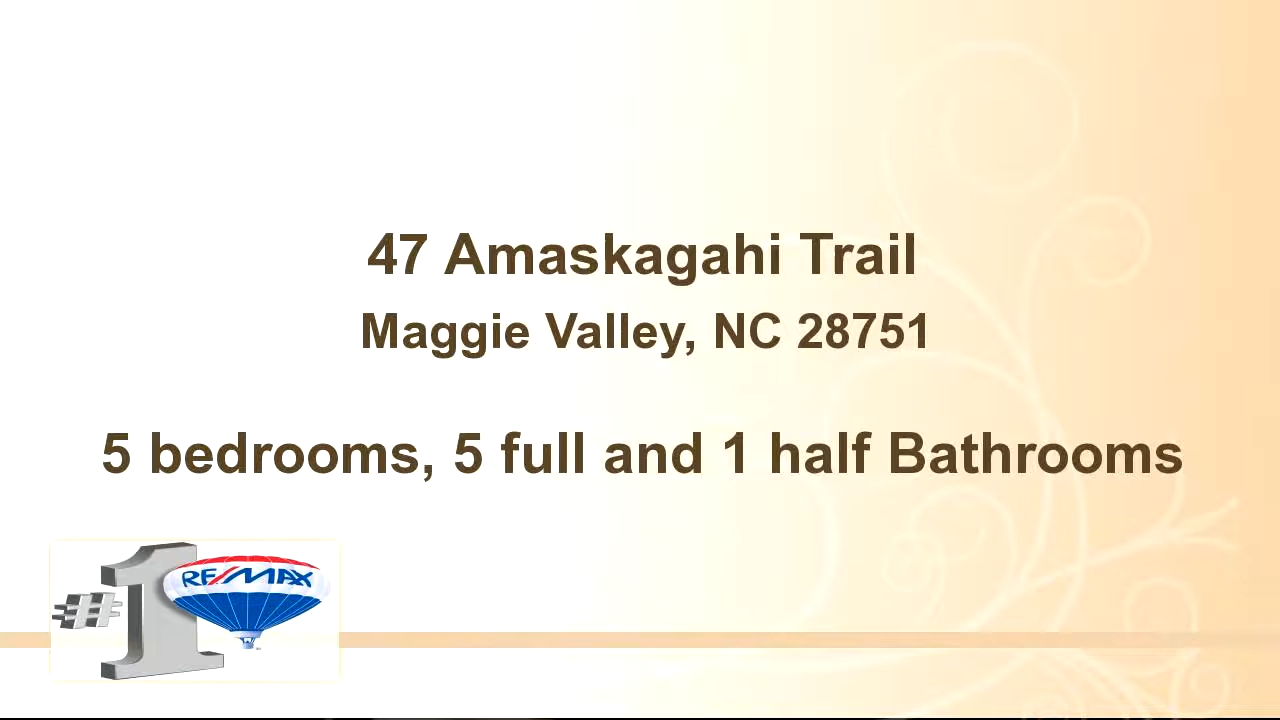 47 Amaskagahi Trail
Maggie Valley, NC 28751
5 bedrooms, 5 full and 1 half Bathrooms
#1
RE/MAX